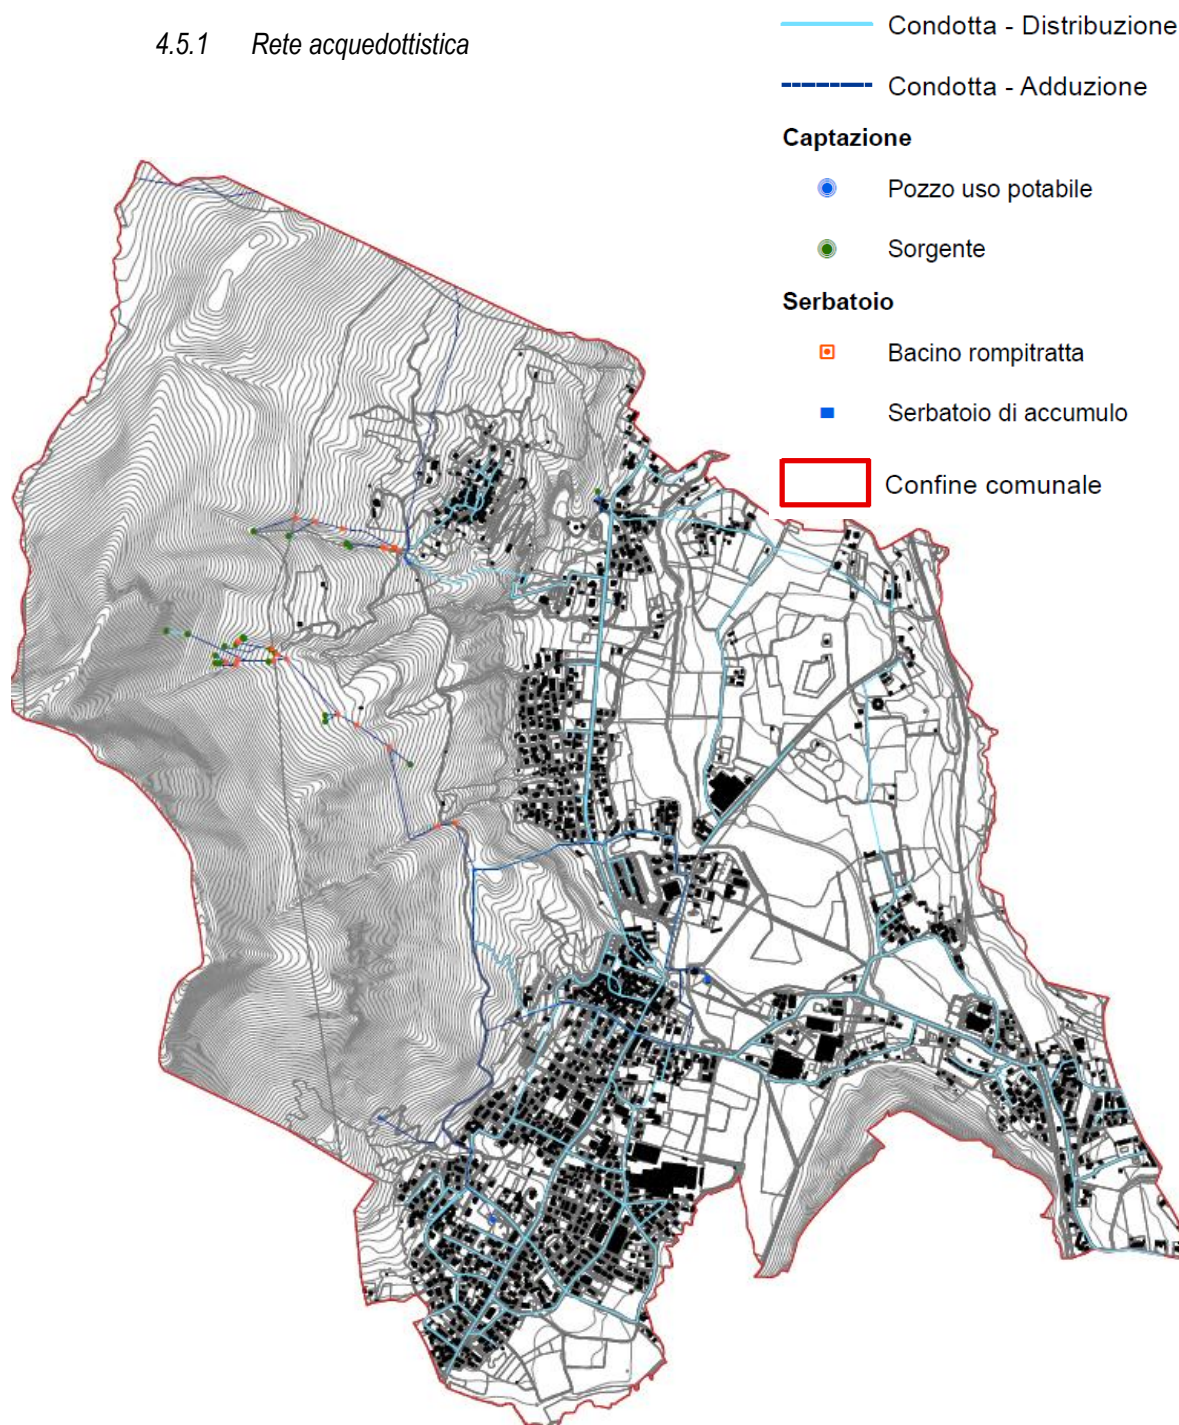 4.5.1 Rete acquedottistica
Condotta - Distribuzione
Condotta - Adduzione
Captazione
Pozzo uso potabile
Sorgente
Serbatoio
Bacino rompitratta
Serbatoio di accumulo
Confine comunale